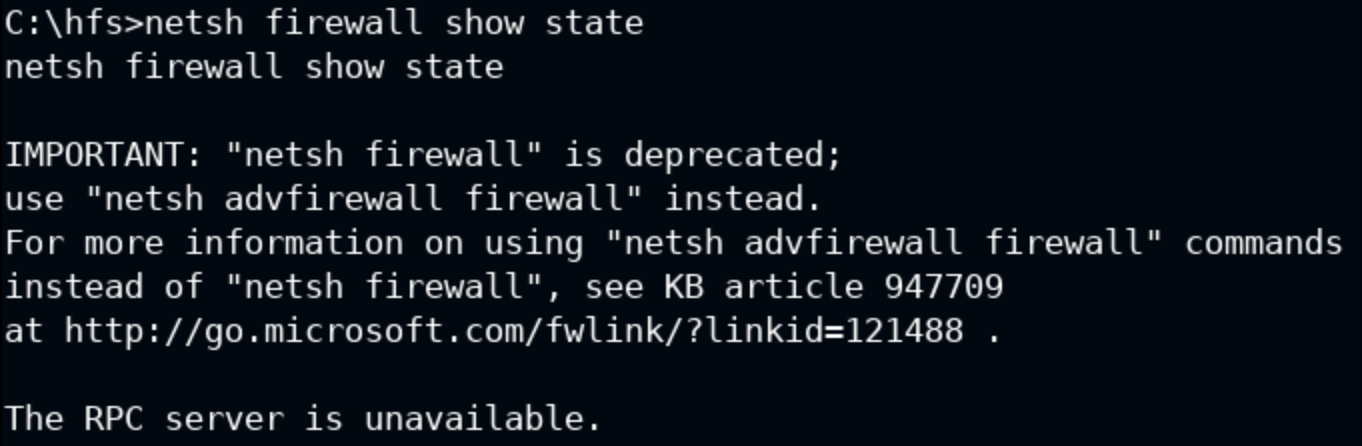 C:\hfs>netsh firewall show state
netsh firewall show state
IMPORTANT: "netsh firewall" is deprecated;
use "netsh advfirewall firewall" instead.
For more information on using "netsh advfirewall firewall" commands
instead of "netsh firewall", see KB article 947709
at http://go.microsoft.com/fwlink/?linkid=121488 .
The RPC server is unavailable.